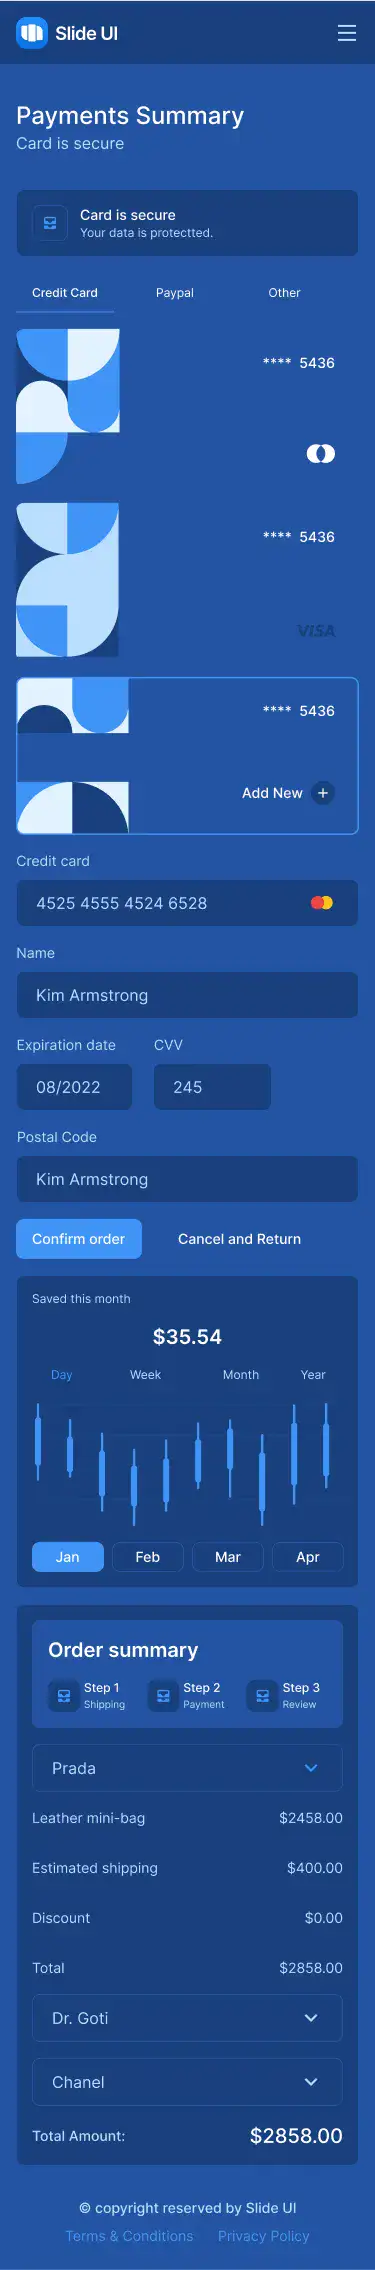 Slide UI
Payments Summary
Card is secure
Card is secure
Your data is protectted.
Credit Card Paypal Other
**** 5436
**** 5436
VISA
**** 5436
Add New
Credit card
4525 4555 4524 6528
Name
Kim Armstrong
Expiration date CVV
08/2022 245
Postal Code
Kim Armstrong
Confirm order Cancel and Return
Saved this month
$35.54
Day Week Month Year
Jan Feb Mar Apr
Order summary
Step 1 Step 2 Step 3
Shipping Payment Review
Prada
Leather mini-bag $2458.00
Estimated shipping $400.00
Discount $0.00
Total $2858.00
Dr. Goti
Chanel
Total Amount: $2858.00
© copyright reserved by Slide UI
Terms & Conditions Privacy Policy